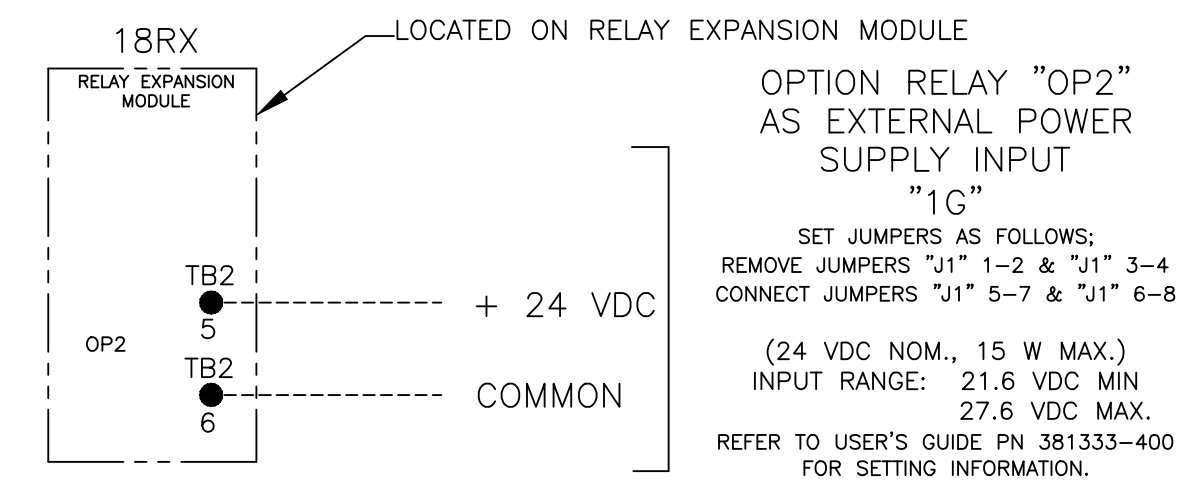 18RX
LOCATED ON RELAY EXPANSION MODULE
RELAY EXPANSION
MODULE
OPTION RELAY "OP2"
AS EXTERNAL POWER
SUPPLY INPUT
"1G"
SET JUMPERS AS FOLLOWS;
REMOVE JUMPERS "J1" 1-2 & "J1" 3-4
CONNECT JUMPERS "J1" 5-7 & "J1" 6-8
TB2
5
+ 24 VDC
OP2
TB2
6
COMMON
(24 VDC NOM., 15 W MAX.)
INPUT RANGE: 21.6 VDC MIN
27.6 VDC MAX.
REFER TO USER'S GUIDE PN 381333-400
FOR SETTING INFORMATION.